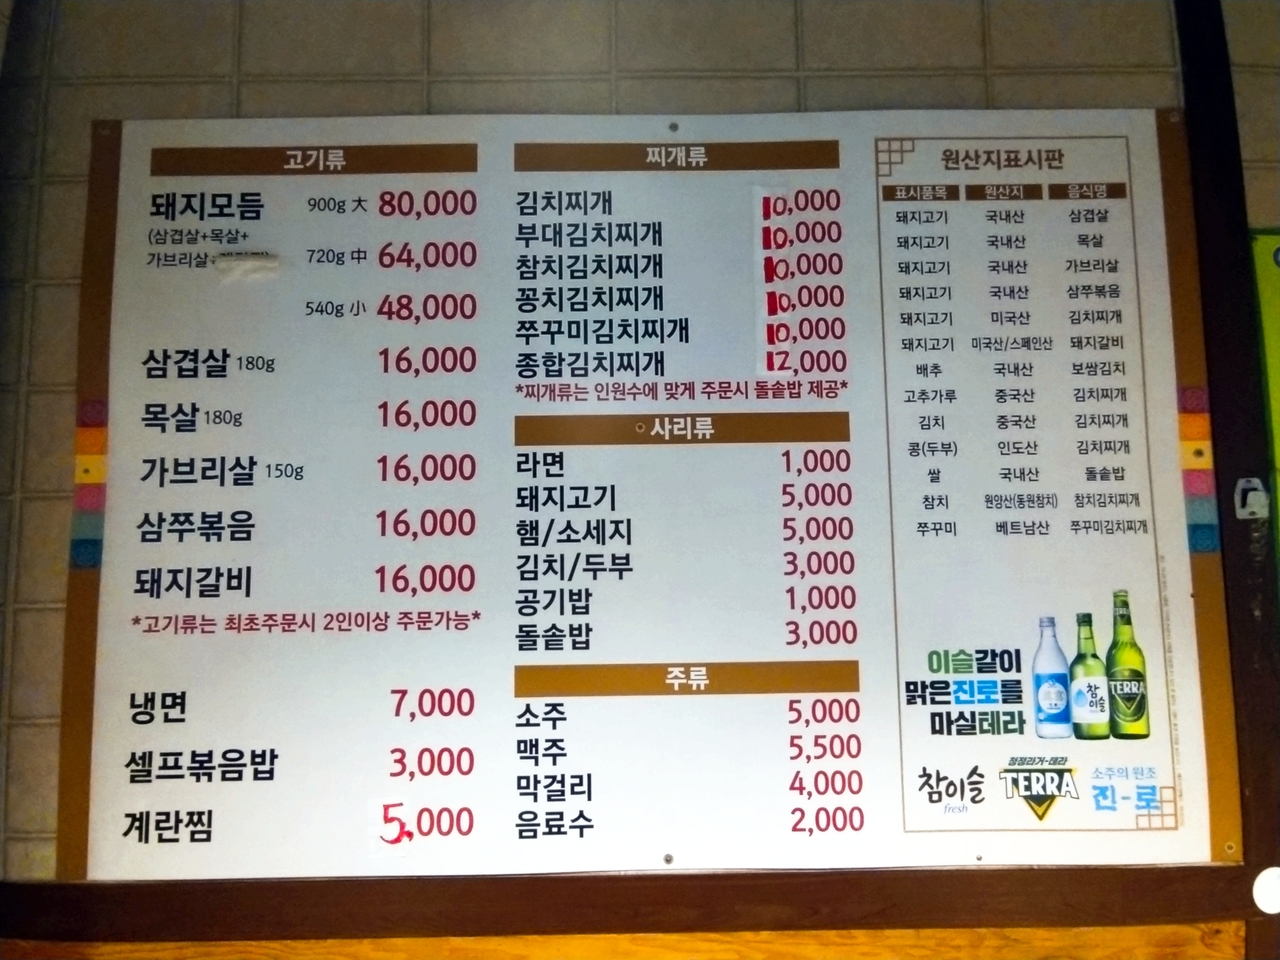 고기류
돼지모듬 900g 大 80,000
(삼겹살+목살+
가브리살 720g 中 64,000
540g 小 48,000
삼겹살 180g 16,000
목살 180g 16,000
가브리살 150g 16,000
삼쭈볶음 16,000
돼지갈비 16,000
*고기류는 최초주문시 2인이상 주문가능*
냉면 7,000
셀프볶음밥 3,000
계란찜 5,000
찌개류
김치찌개 10,000
부대김치찌개 10,000
참치김치찌개 10,000
꽁치김치찌개 10,000
쭈꾸미김치찌개 10,000
종합김치찌개 12,000
*찌개류는 인원수에 맞게 주문시 돌솥밥 제공*
사리류
라면 1,000
돼지고기 5,000
햄/소세지 5,000
김치/두부 3,000
공기밥 1,000
돌솥밥 3,000
주류
소주 5,000
맥주 5,500
막걸리 4,000
음료수 2,000
원산지표시판
표시품목 원산지 음식명
돼지고기 국내산 삼겹살
돼지고기 국내산 목살
돼지고기 국내산 가브리살
돼지고기 국내산 삼쭈볶음
돼지고기 미국산 김치찌개
돼지고기 미국산/스페인산 돼지갈비
배추 국내산 보쌈김치
고추가루 중국산 김치찌개
김치 중국산 김치찌개
콩(두부) 인도산 김치찌개
쌀 국내산 돌솥밥
참치 원양산(동원참치) 참치김치찌개
쭈꾸미 베트남산 쭈꾸미김치찌개
이슬같이
맑은진로를
마실테라
참이슬
TERRA
참이슬
fresh
청정라거-테라
TERRA
소주의 원조
진-로